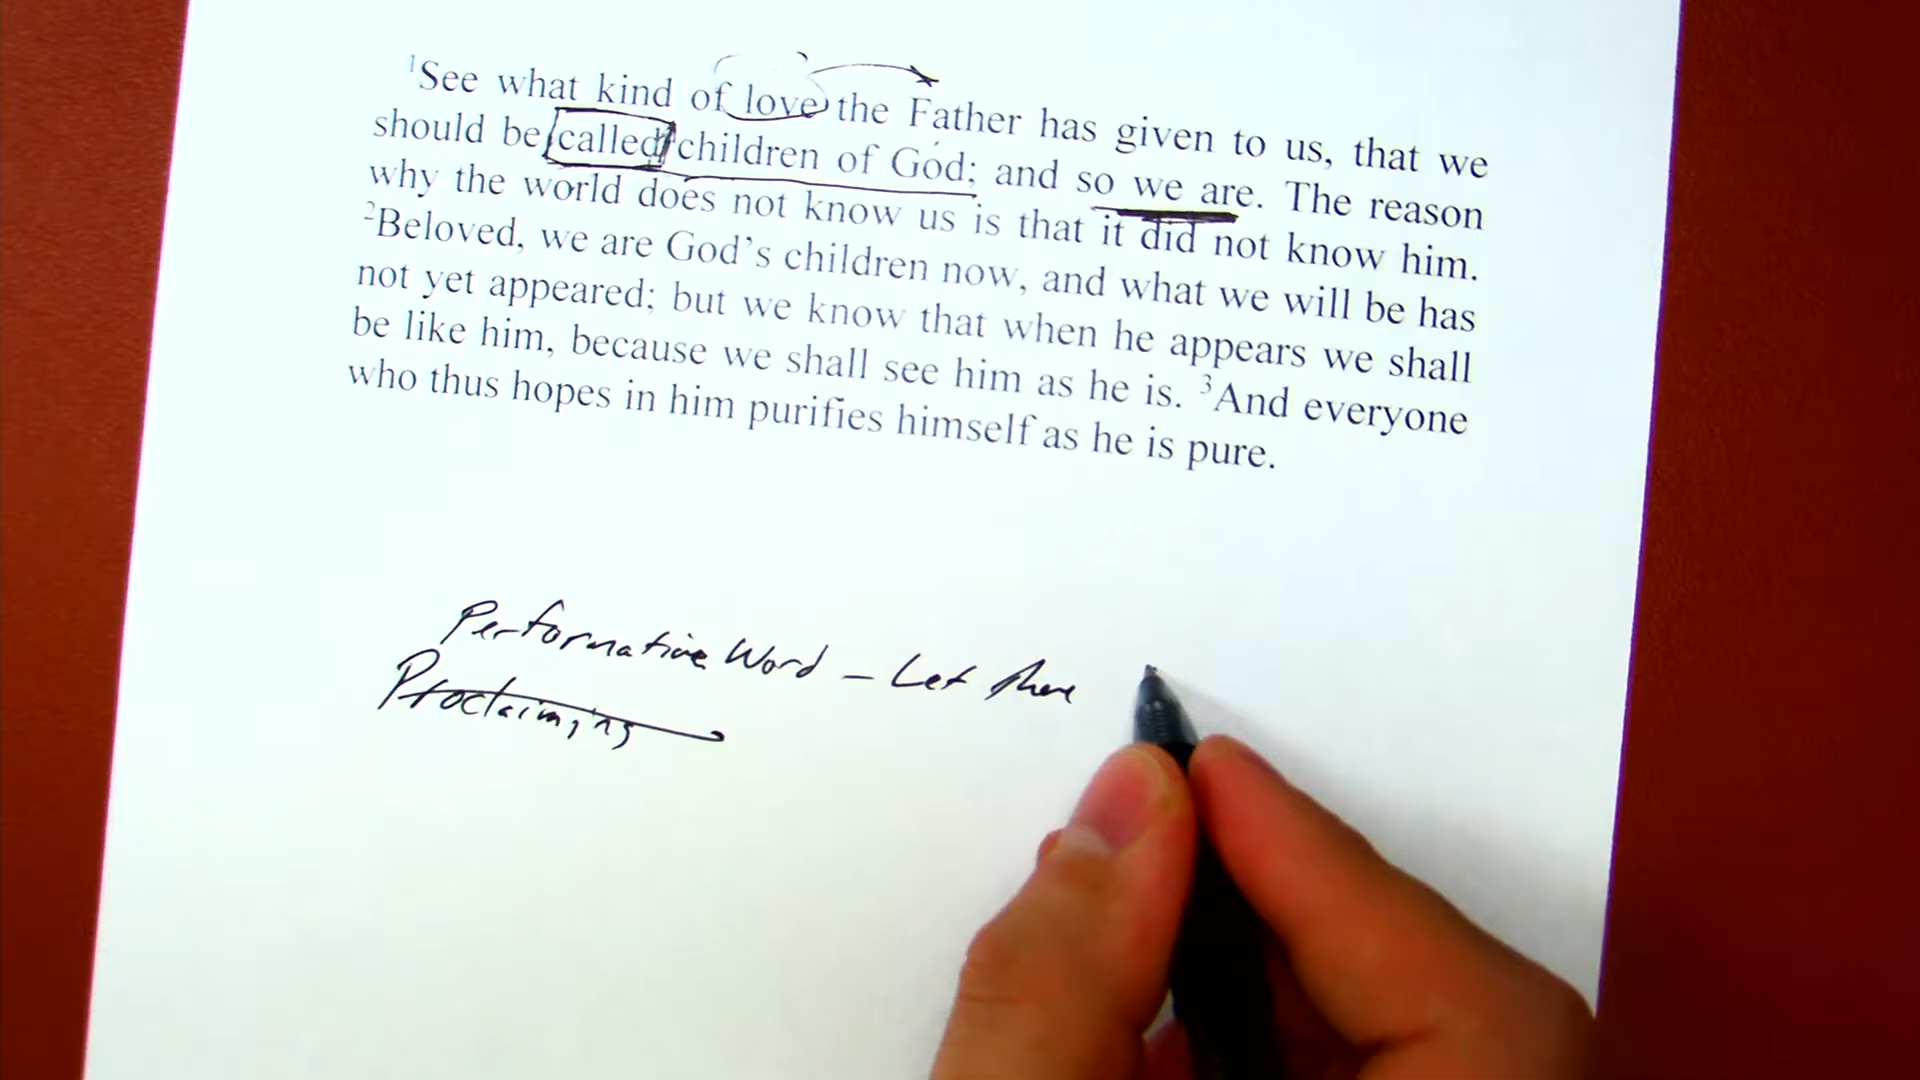 ¹See what kind of love the Father has given to us, that we
should be called children of God; and so we are. The reason
why the world does not know us is that it did not know him.
²Beloved, we are God's children now, and what we will be has
not yet appeared; but we know that when he appears we shall
be like him, because we shall see him as he is. ³And everyone
who thus hopes in him purifies himself as he is pure.
Performative Word – Let there
Proclaiming